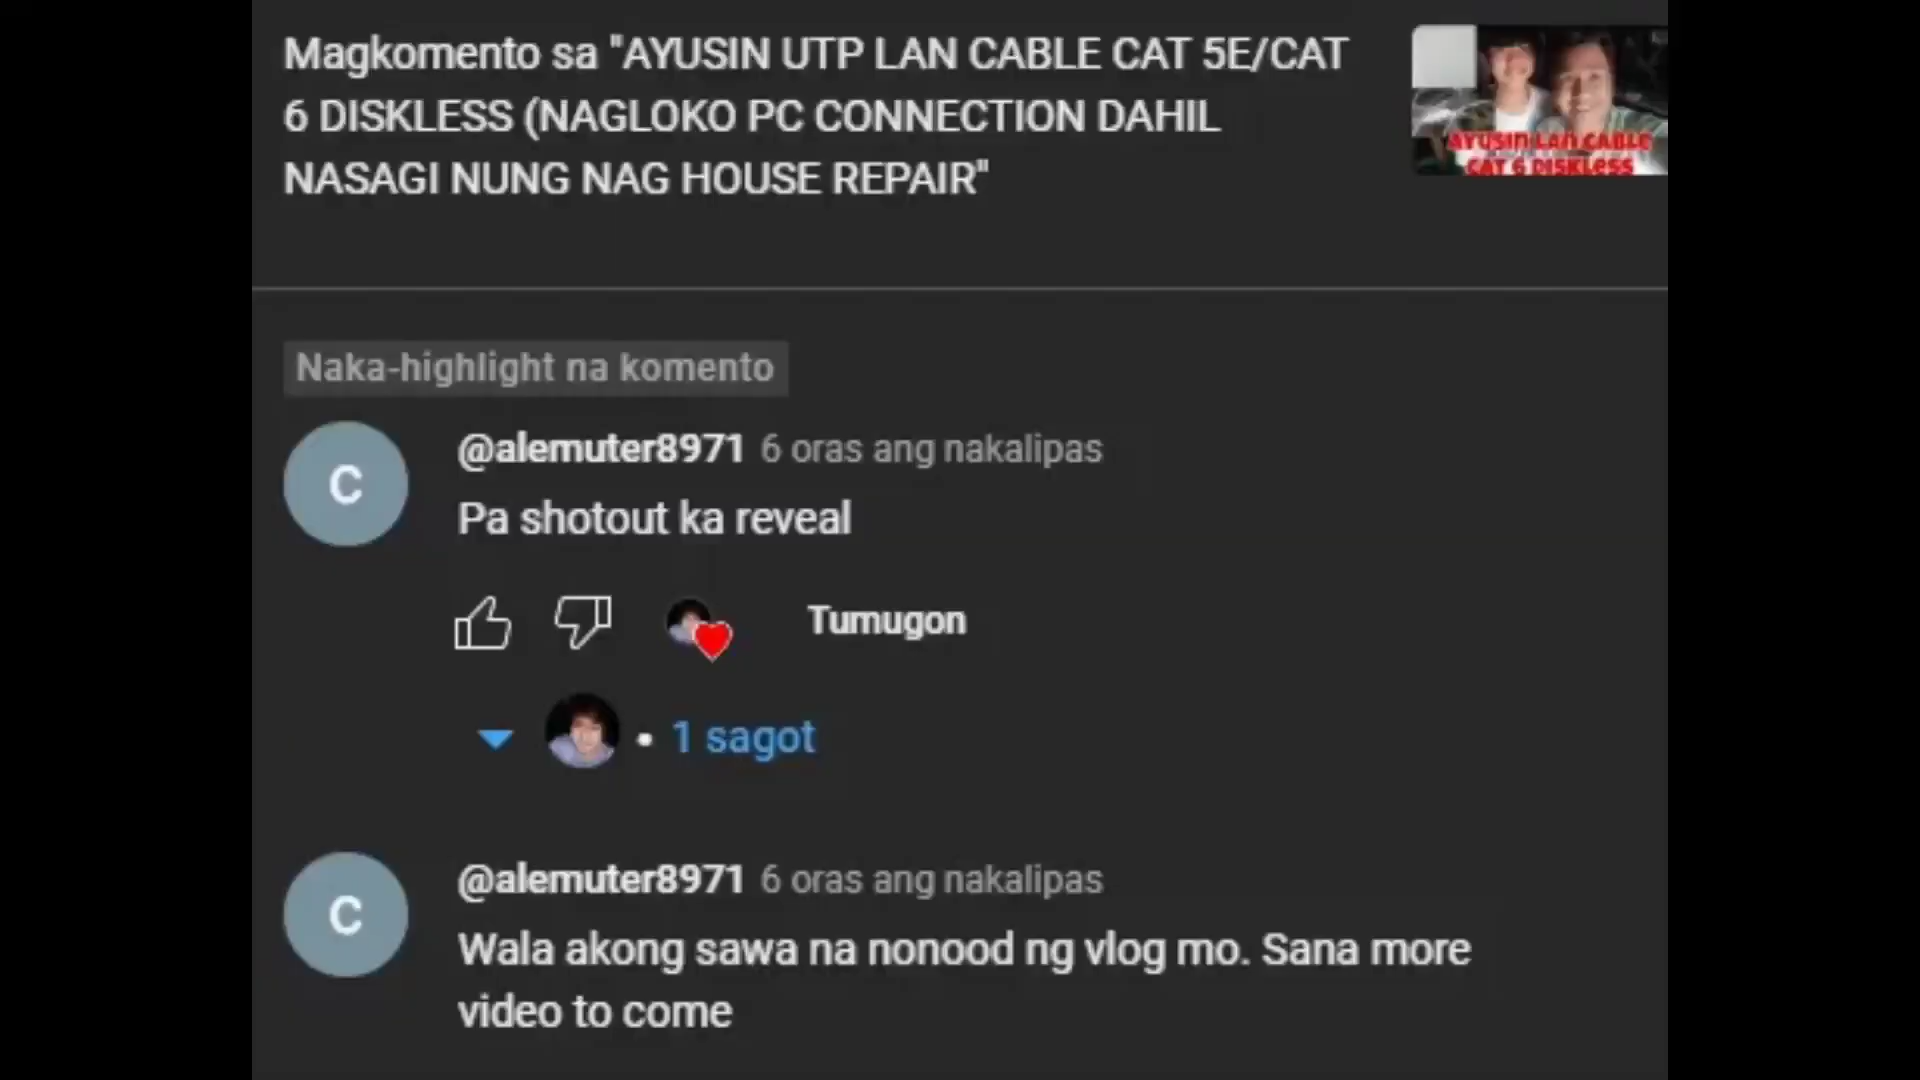 Magkomento sa "AYUSIN UTP LAN CABLE CAT 5E/CAT
6 DISKLESS (NAGLOKO PC CONNECTION DAHIL
NASAGI NUNG NAG HOUSE REPAIR"
AYUSIN LAN CABLE
CAT 6 DISKLESS
Naka-highlight na komento
C
@alemuter8971 6 oras ang nakalipas
Pa shotout ka reveal
Tumugon
• 1 sagot
C
@alemuter8971 6 oras ang nakalipas
Wala akong sawa na nonood ng vlog mo. Sana more
video to come